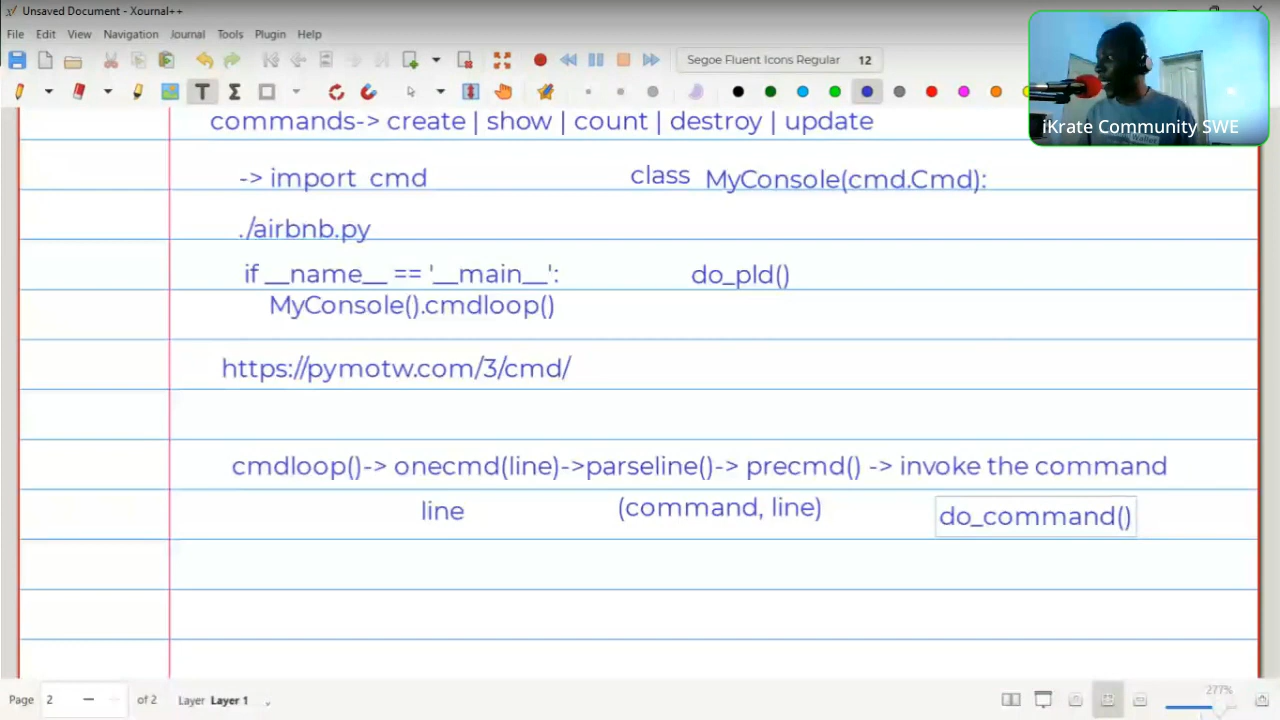 Unsaved Document - Xournal++
File Edit View Navigation Journal Tools Plugin Help
Segoe Fluent Icons Regular 12
iKrate Community SWE
commands-> create | show | count | destroy | update
-> import cmd class MyConsole(cmd.Cmd):
./airbnb.py
if __name__ == '__main__': do_pld()
MyConsole().cmdloop()
https://pymotw.com/3/cmd/
cmdloop()-> onecmd(line)->parseline()-> precmd() -> invoke the command
line (command, line) do_command()
Page 2 of 2 Layer Layer 1 277%